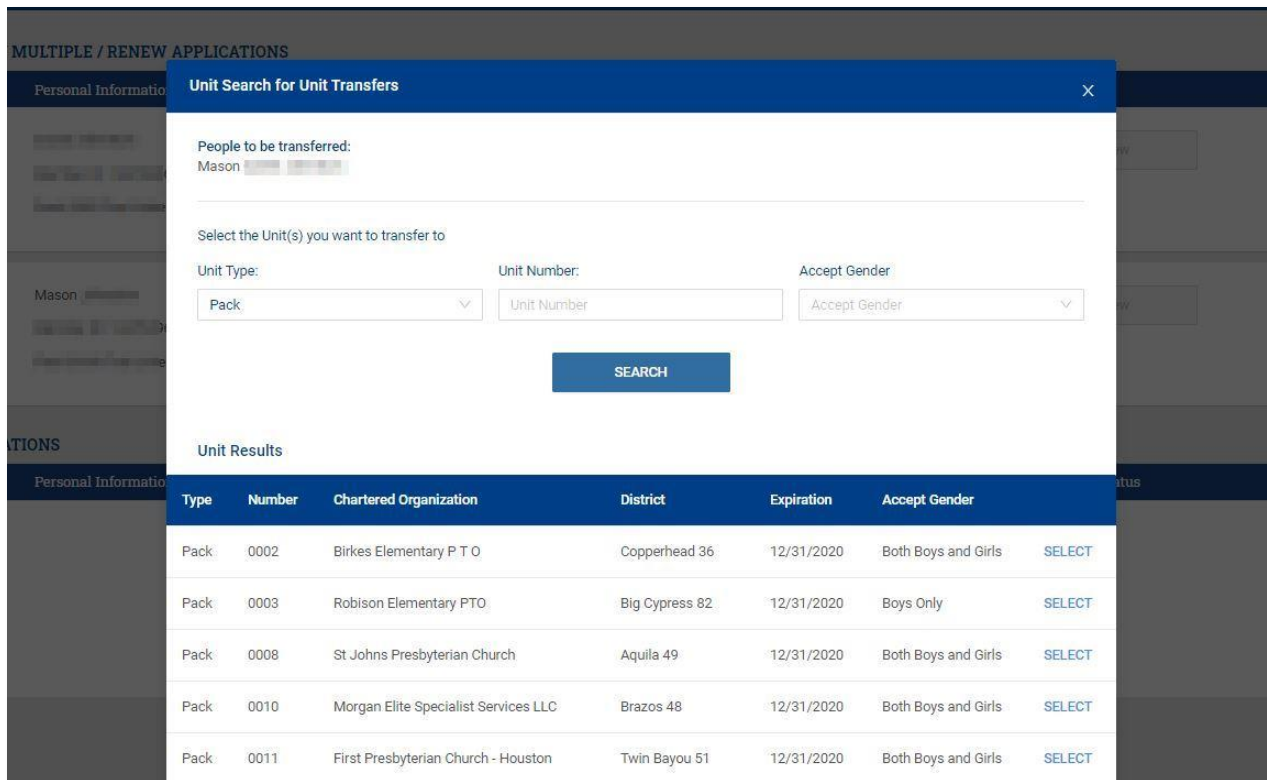 MULTIPLE / RENEW APPLICATIONS
Personal Informatio
Unit Search for Unit Transfers X
People to be transferred:
Mason
Select the Unit(s) you want to transfer to
Unit Type: Unit Number: Accept Gender
Pack Unit Number Accept Gender
Mason
SEARCH
Unit Results
ATIONS
Personal Informatio
tus
Type Number Chartered Organization District Expiration Accept Gender
Pack 0002 Birkes Elementary P T O Copperhead 36 12/31/2020 Both Boys and Girls SELECT
Pack 0003 Robison Elementary PTO Big Cypress 82 12/31/2020 Boys Only SELECT
Pack 0008 St Johns Presbyterian Church Aquila 49 12/31/2020 Both Boys and Girls SELECT
Pack 0010 Morgan Elite Specialist Services LLC Brazos 48 12/31/2020 Both Boys and Girls SELECT
Pack 0011 First Presbyterian Church - Houston Twin Bayou 51 12/31/2020 Both Boys and Girls SELECT